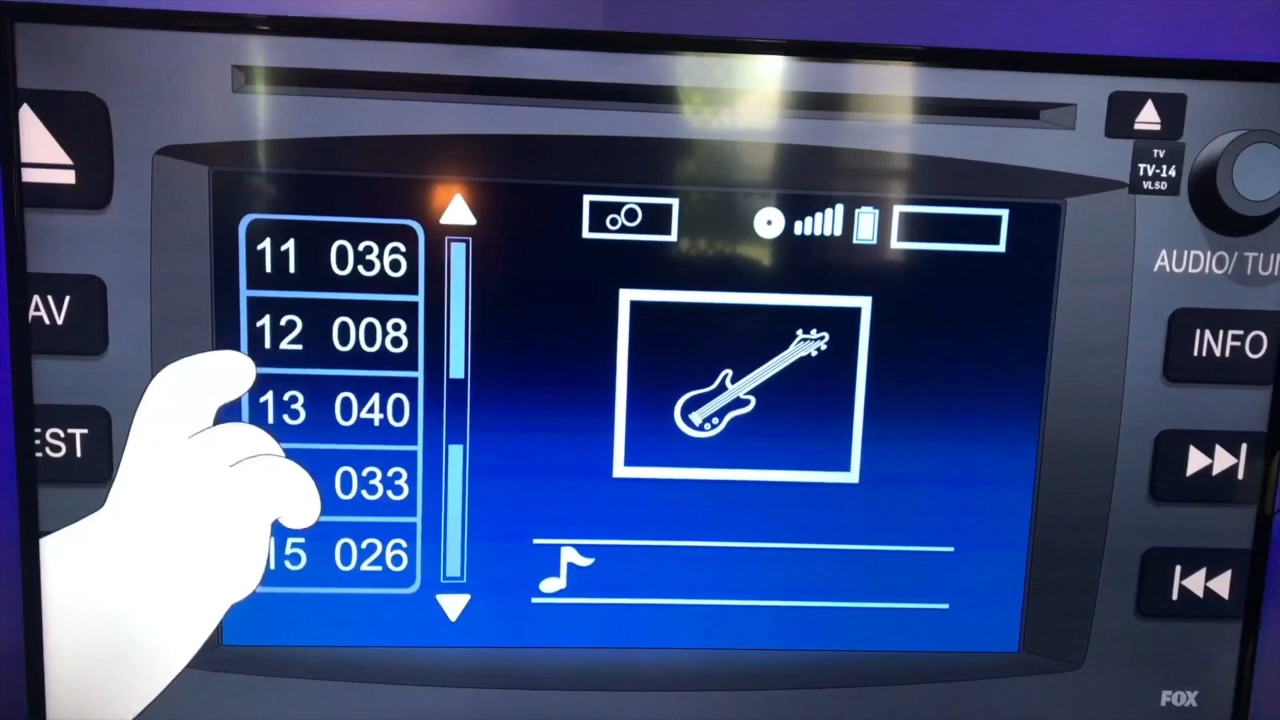 TV
TV-14
VLSD
11 036
12 008
13 040
033
15 026
AV
EST
AUDIO/ TU
INFO
FOX